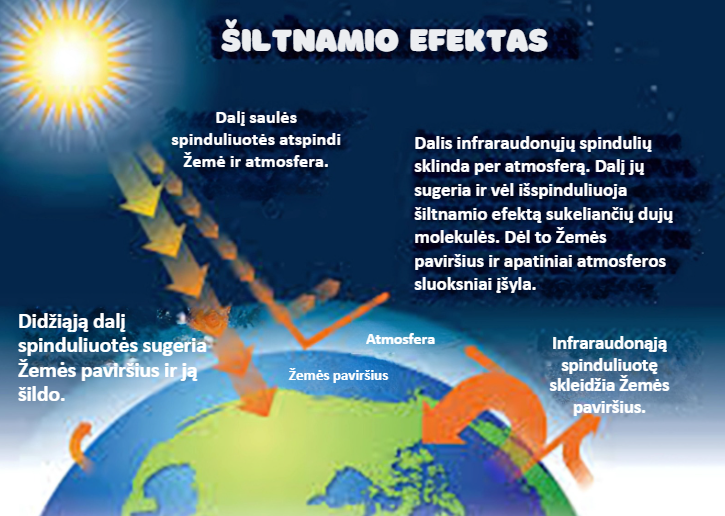 ŠILTNAMIO EFEKTAS
Dalį saulės
spinduliuotės atspindi
Žemė ir atmosfera.
Dalis infraraudonųjų spindulių
sklinda per atmosferą. Dalį jų
sugeria ir vėl išspinduliuoja
šiltnamio efektą sukeliančių dujų
molekulės. Dėl to Žemės
paviršius ir apatiniai atmosferos
sluoksniai įšyla.
Didžiąją dalį
spinduliuotės sugeria
Žemės paviršius ir ją
šildo.
Atmosfera
Žemės paviršius
Infraraudonąją
spinduliuotę
skleidžia Žemės
paviršius.